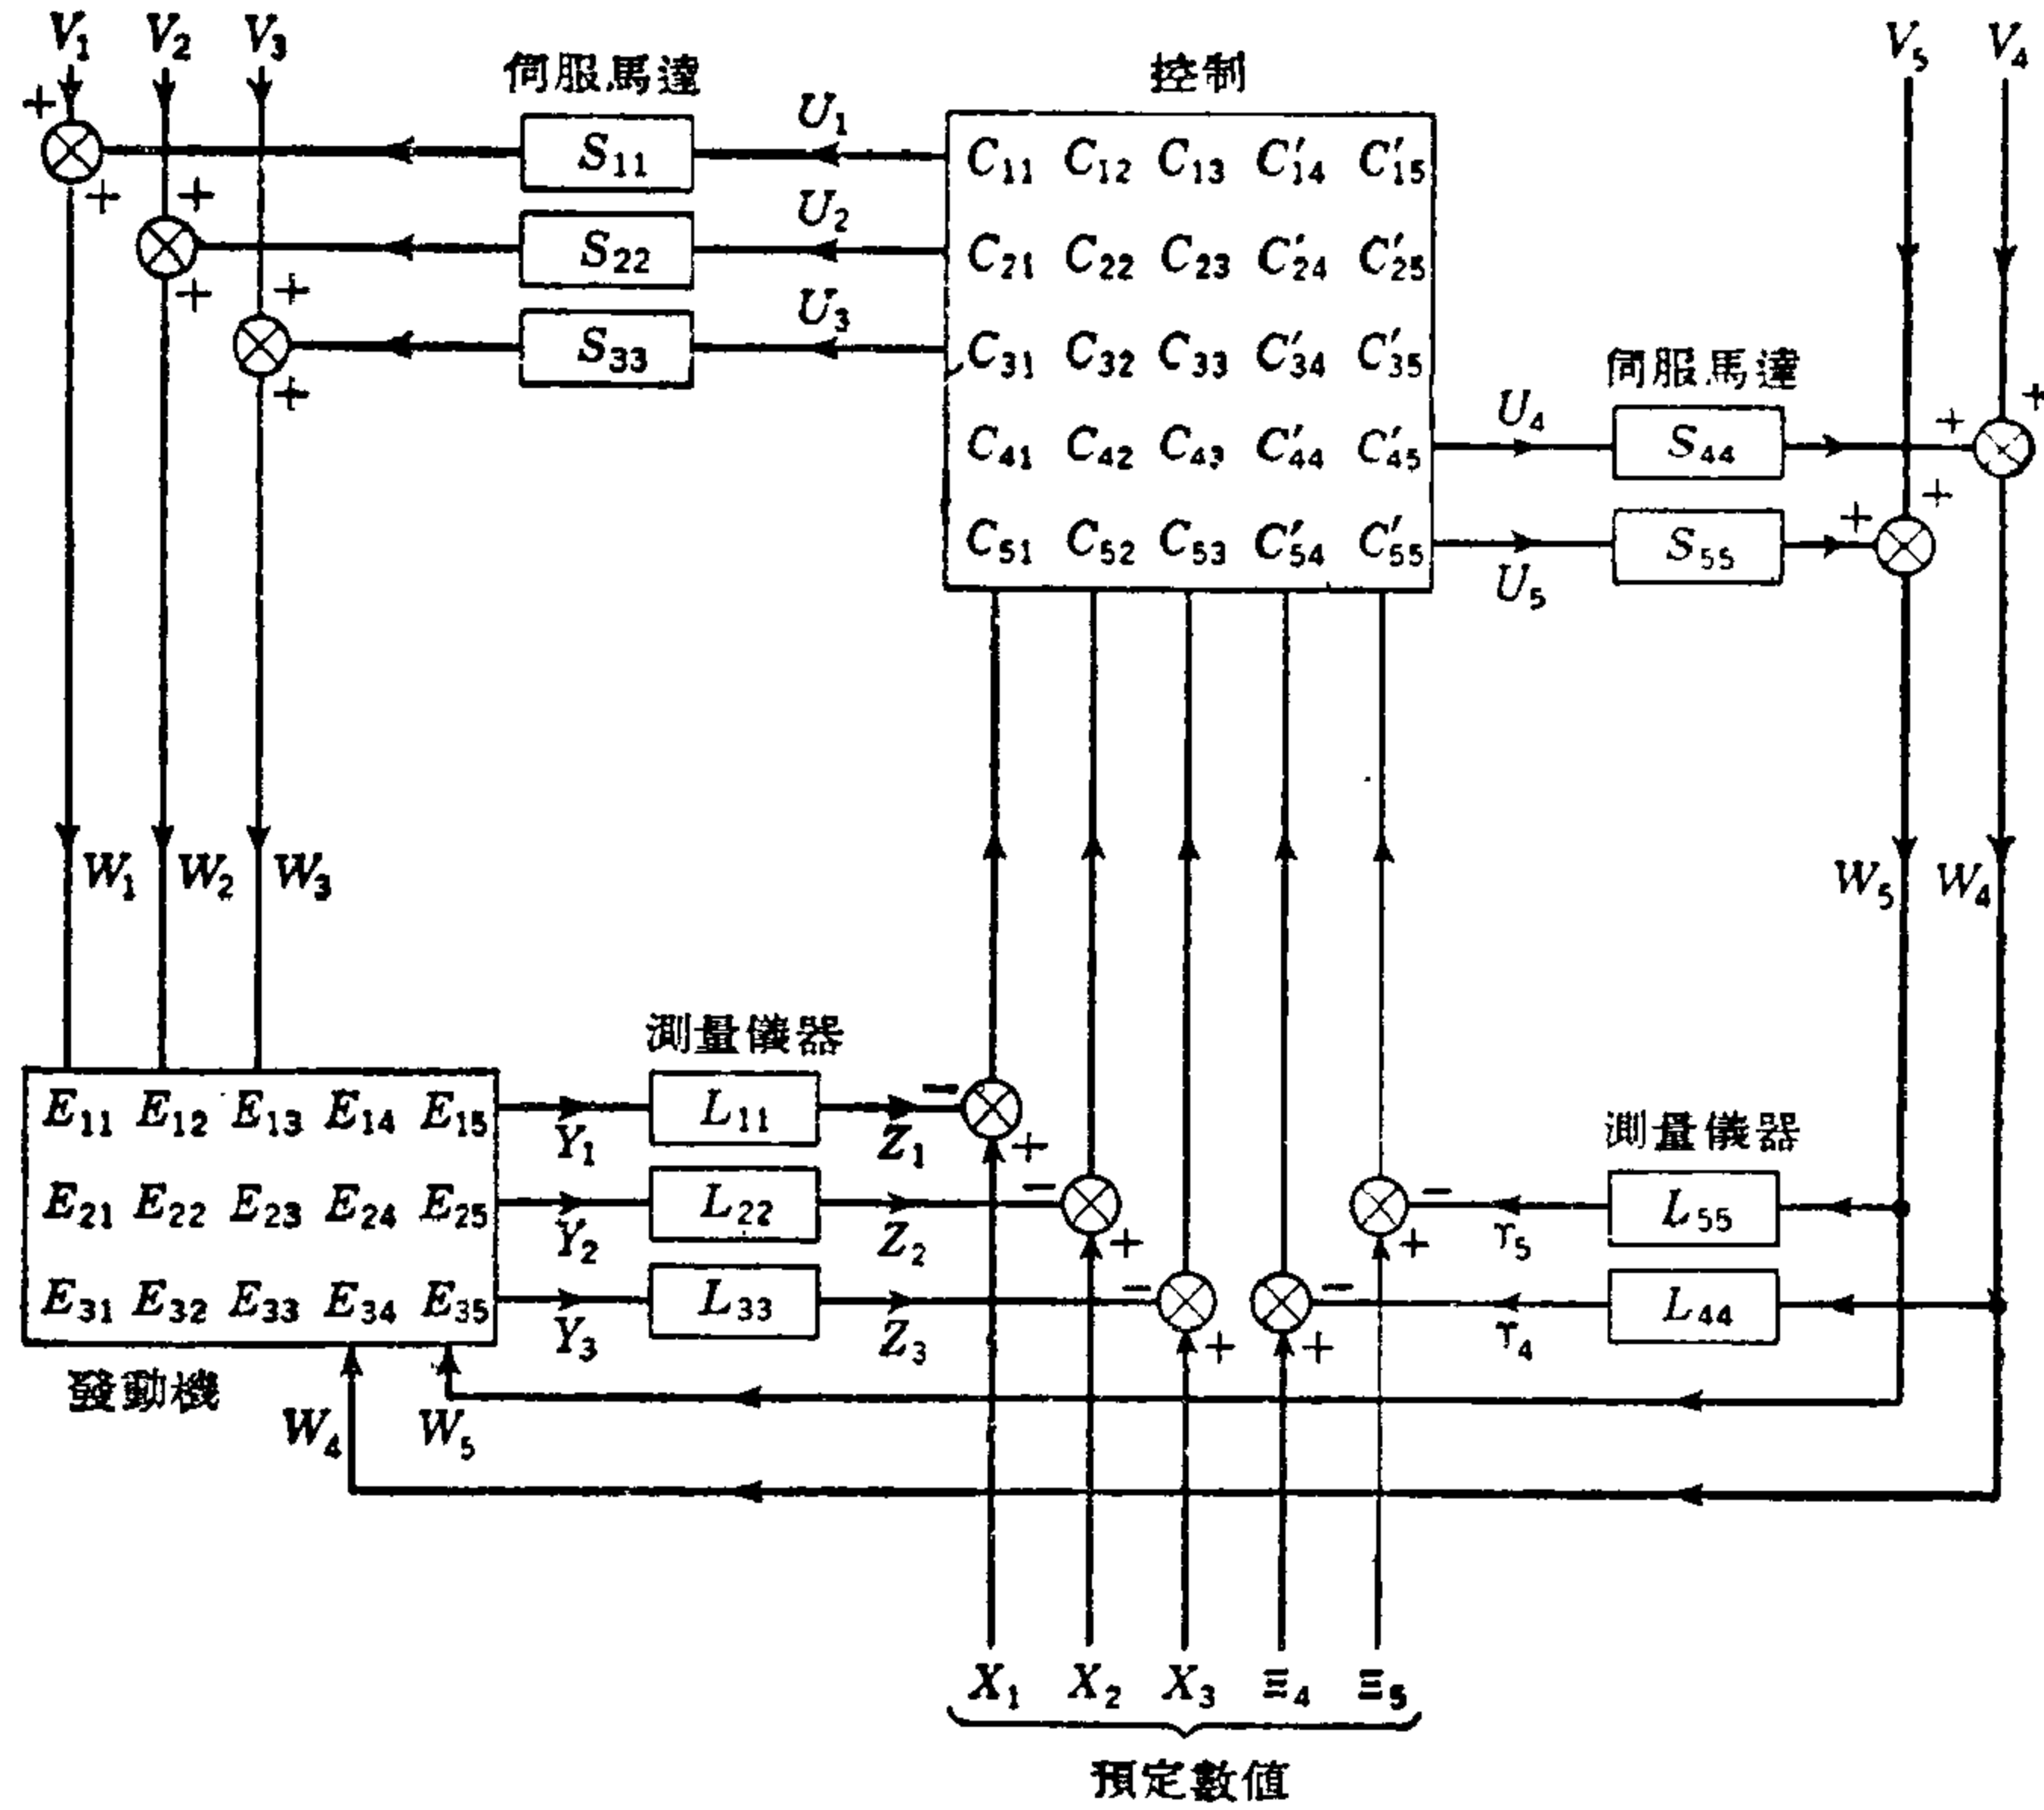 V₁ V₂ V₃ V₅ V₄
伺服馬達 控制
+
U₁
S₁₁ C₁₁ C₁₂ C₁₃ C′₁₄ C′₁₅
+ +
U₂
S₂₂ C₂₁ C₂₂ C₂₃ C′₂₄ C′₂₅
+ +
U₃
S₃₃ C₃₁ C₃₂ C₃₃ C′₃₄ C′₃₅
+
伺服馬達
U₄ + +
C₄₁ C₄₂ C₄₃ C′₄₄ C′₄₅ S₄₄
+ +
C₅₁ C₅₂ C₅₃ C′₅₄ C′₅₅ S₅₅
U₅
W₁ W₂ W₃ W₅ W₄
測量儀器
E₁₁ E₁₂ E₁₃ E₁₄ E₁₅ L₁₁ −
Y₁ Z₁ +
測量儀器
E₂₁ E₂₂ E₂₃ E₂₄ E₂₅ L₂₂ − − L₅₅
Y₂ Z₂ + + Υ₅
E₃₁ E₃₂ E₃₃ E₃₄ E₃₅ L₃₃ − − L₄₄
Y₃ Z₃ + + Υ₄
發動機
W₄ W₅
X₁ X₂ X₃ Ξ₄ Ξ₅
預定數值